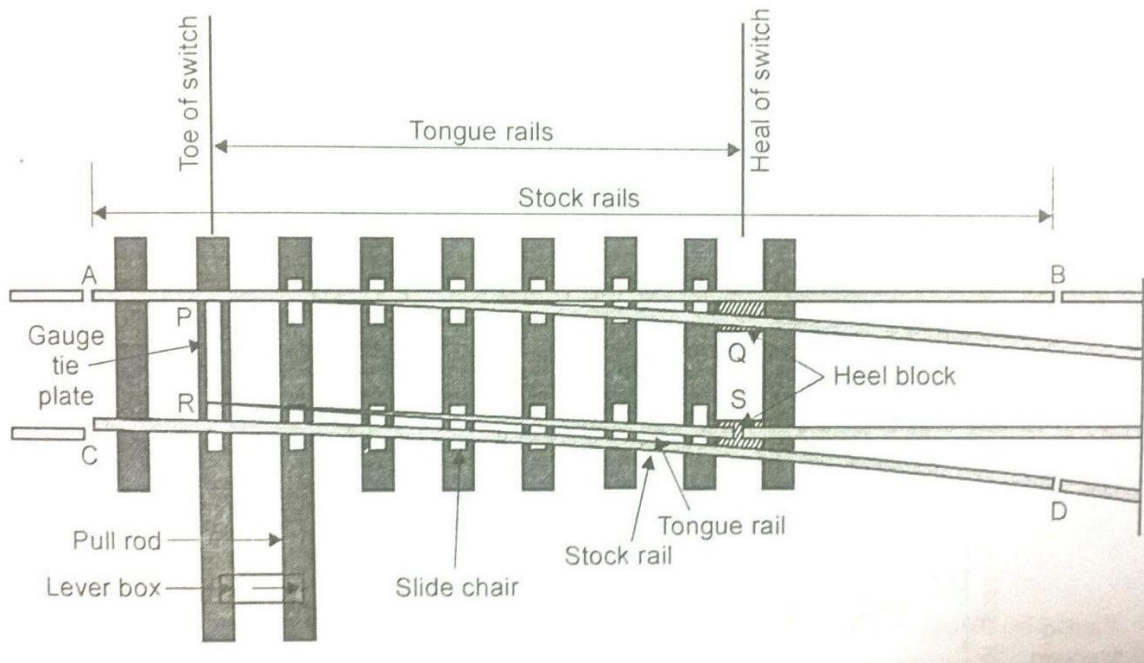 Toe of switch
Heal of switch
Tongue rails
Stock rails
A
B
P
Gauge
tie
plate
Q
Heel block
R
S
C
D
Tongue rail
Stock rail
Pull rod
Lever box
Slide chair